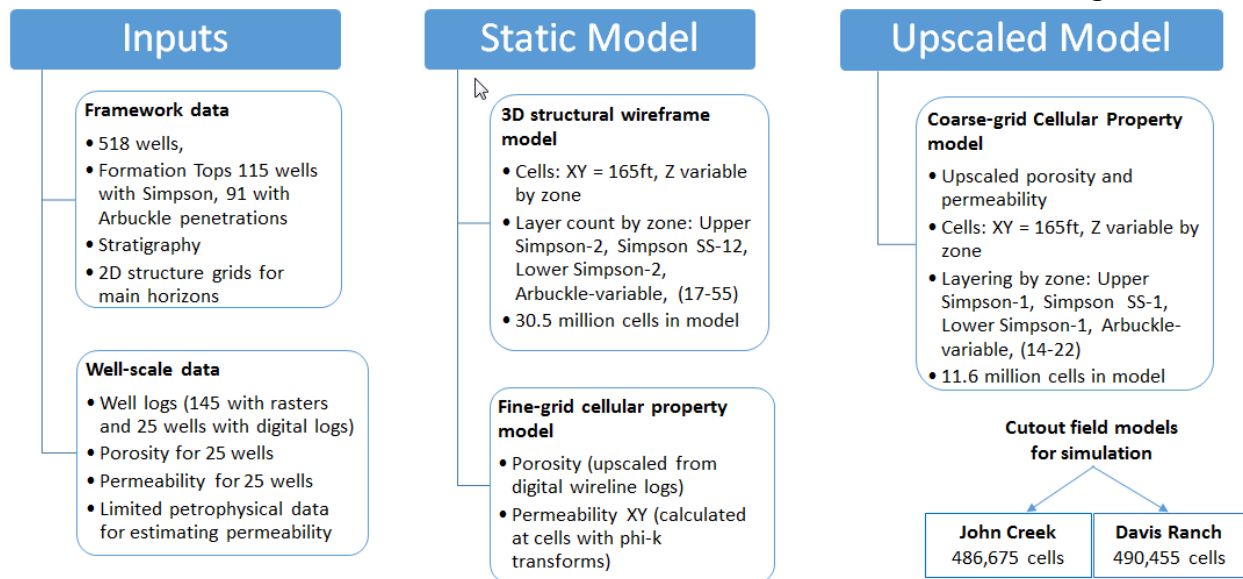 Inputs
Framework data
• 518 wells,
• Formation Tops 115 wells
with Simpson, 91 with
Arbuckle penetrations
• Stratigraphy
• 2D structure grids for
main horizons
Well-scale data
• Well logs (145 with rasters
and 25 wells with digital logs)
• Porosity for 25 wells
• Permeability for 25 wells
• Limited petrophysical data
for estimating permeability
Static Model
3D structural wireframe
model
• Cells: XY = 165ft, Z variable
by zone
• Layer count by zone: Upper
Simpson-2, Simpson SS-12,
Lower Simpson-2,
Arbuckle-variable, (17-55)
• 30.5 million cells in model
Fine-grid cellular property
model
• Porosity (upscaled from
digital wireline logs)
• Permeability XY (calculated
at cells with phi-k
transforms)
Upscaled Model
Coarse-grid Cellular Property
model
• Upscaled porosity and
permeability
• Cells: XY = 165ft, Z variable by
zone
• Layering by zone: Upper
Simpson-1, Simpson SS-1,
Lower Simpson-1, Arbuckle-
variable, (14-22)
• 11.6 million cells in model
Cutout field models
for simulation
John Creek
486,675 cells
Davis Ranch
490,455 cells